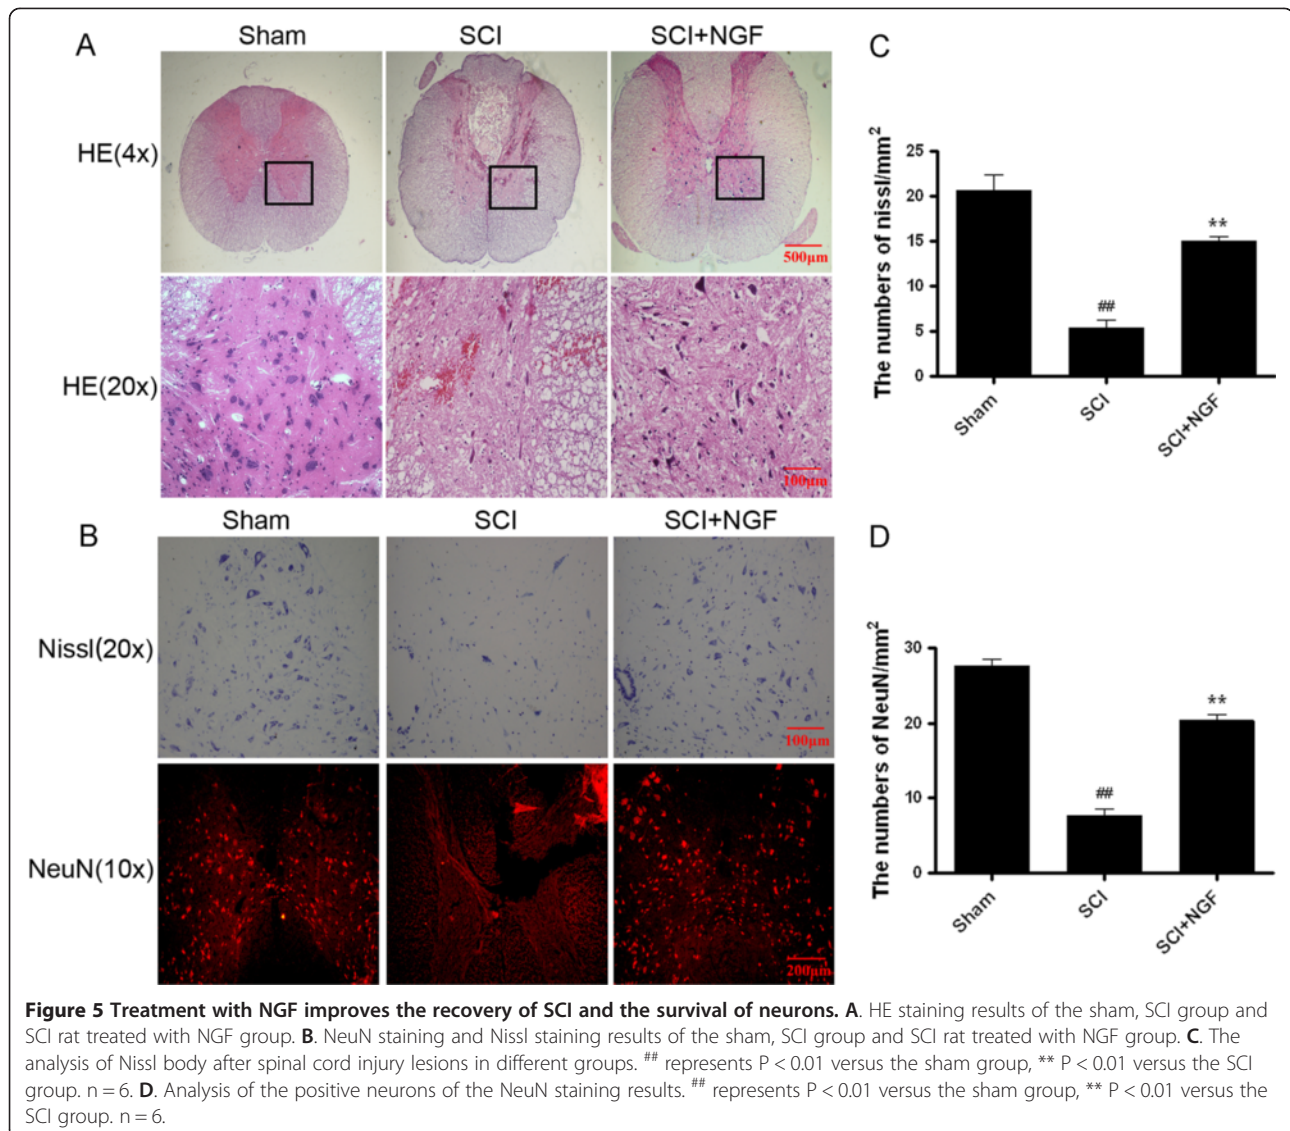 A
Sham
SCI
SCI+NGF
HE(4x)
500µm
HE(20x)
100µm
B
Sham
SCI
SCI+NGF
Nissl(20x)
100µm
NeuN(10x)
200µm
C
The numbers of nissl/mm²
25
20
15
10
5
0
##
**
Sham
SCI
SCI+NGF
D
The numbers of NeuN/mm²
30
20
10
0
##
**
Sham
SCI
SCI+NGF
Figure 5 Treatment with NGF improves the recovery of SCI and the survival of neurons. A. HE staining results of the sham, SCI group and
SCI rat treated with NGF group. B. NeuN staining and Nissl staining results of the sham, SCI group and SCI rat treated with NGF group. C. The
analysis of Nissl body after spinal cord injury lesions in different groups. ## represents P < 0.01 versus the sham group, ** P < 0.01 versus the SCI
group. n = 6. D. Analysis of the positive neurons of the NeuN staining results. ## represents P < 0.01 versus the sham group, ** P < 0.01 versus the
SCI group. n = 6.